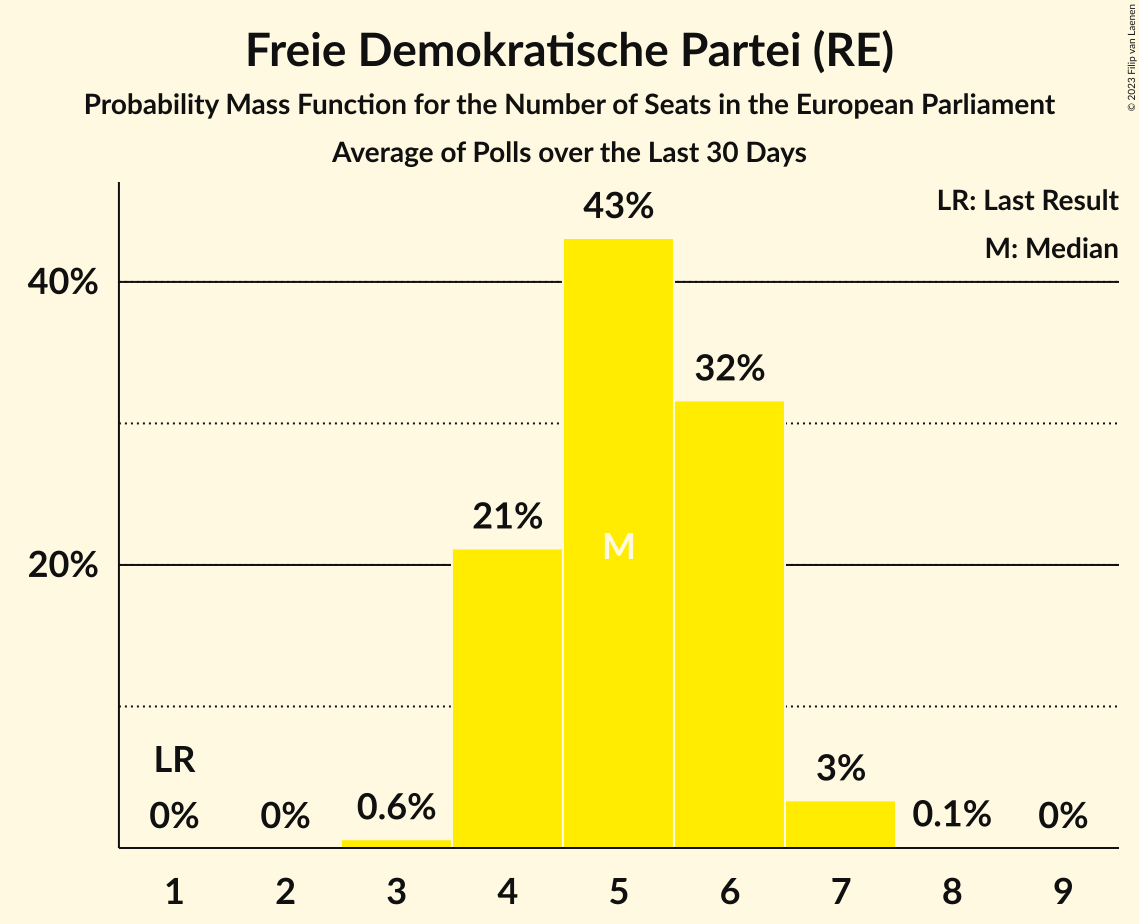 Freie Demokratische Partei (RE)
Probability Mass Function for the Number of Seats in the European Parliament
Average of Polls over the Last 30 Days
© 2023 Filip van Laenen
LR: Last Result
M: Median
43%
40%
32%
21%
M
20%
LR
0%
0%
0.6%
3%
0.1%
0%
1 2 3 4 5 6 7 8 9